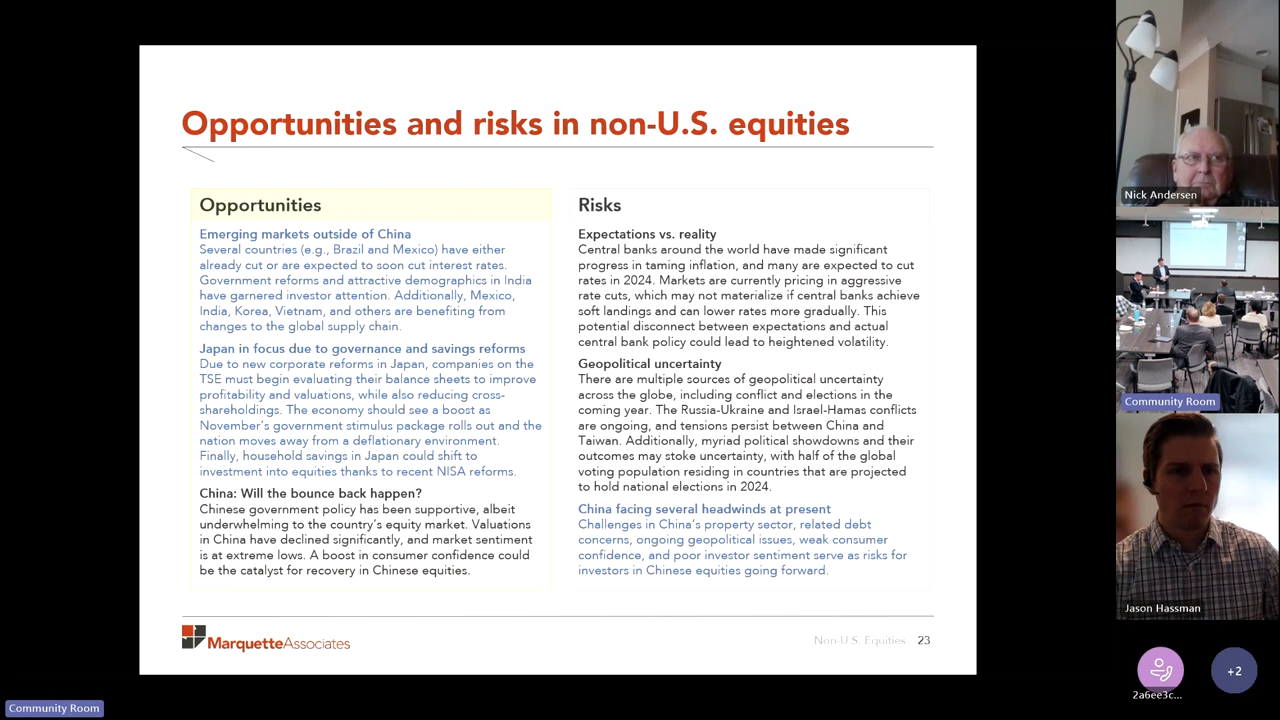 Opportunities and risks in non-U.S. equities
Opportunities
Emerging markets outside of China
Several countries (e.g., Brazil and Mexico) have either
already cut or are expected to soon cut interest rates.
Government reforms and attractive demographics in India
have garnered investor attention. Additionally, Mexico,
India, Korea, Vietnam, and others are benefiting from
changes to the global supply chain.
Japan in focus due to governance and savings reforms
Due to new corporate reforms in Japan, companies on the
TSE must begin evaluating their balance sheets to improve
profitability and valuations, while also reducing cross-
shareholdings. The economy should see a boost as
November's government stimulus package rolls out and the
nation moves away from a deflationary environment.
Finally, household savings in Japan could shift to
investment into equities thanks to recent NISA reforms.
China: Will the bounce back happen?
Chinese government policy has been supportive, albeit
underwhelming to the country's equity market. Valuations
in China have declined significantly, and market sentiment
is at extreme lows. A boost in consumer confidence could
be the catalyst for recovery in Chinese equities.
Risks
Expectations vs. reality
Central banks around the world have made significant
progress in taming inflation, and many are expected to cut
rates in 2024. Markets are currently pricing in aggressive
rate cuts, which may not materialize if central banks achieve
soft landings and can lower rates more gradually. This
potential disconnect between expectations and actual
central bank policy could lead to heightened volatility.
Geopolitical uncertainty
There are multiple sources of geopolitical uncertainty
across the globe, including conflict and elections in the
coming year. The Russia-Ukraine and Israel-Hamas conflicts
are ongoing, and tensions persist between China and
Taiwan. Additionally, myriad political showdowns and their
outcomes may stoke uncertainty, with half of the global
voting population residing in countries that are projected
to hold national elections in 2024.
China facing several headwinds at present
Challenges in China's property sector, related debt
concerns, ongoing geopolitical issues, weak consumer
confidence, and poor investor sentiment serve as risks for
investors in Chinese equities going forward.
MarquetteAssociates
Non-U.S. Equities 23
Nick Andersen
Community Room
Jason Hassman
2a6ee3c...
+2
Community Room